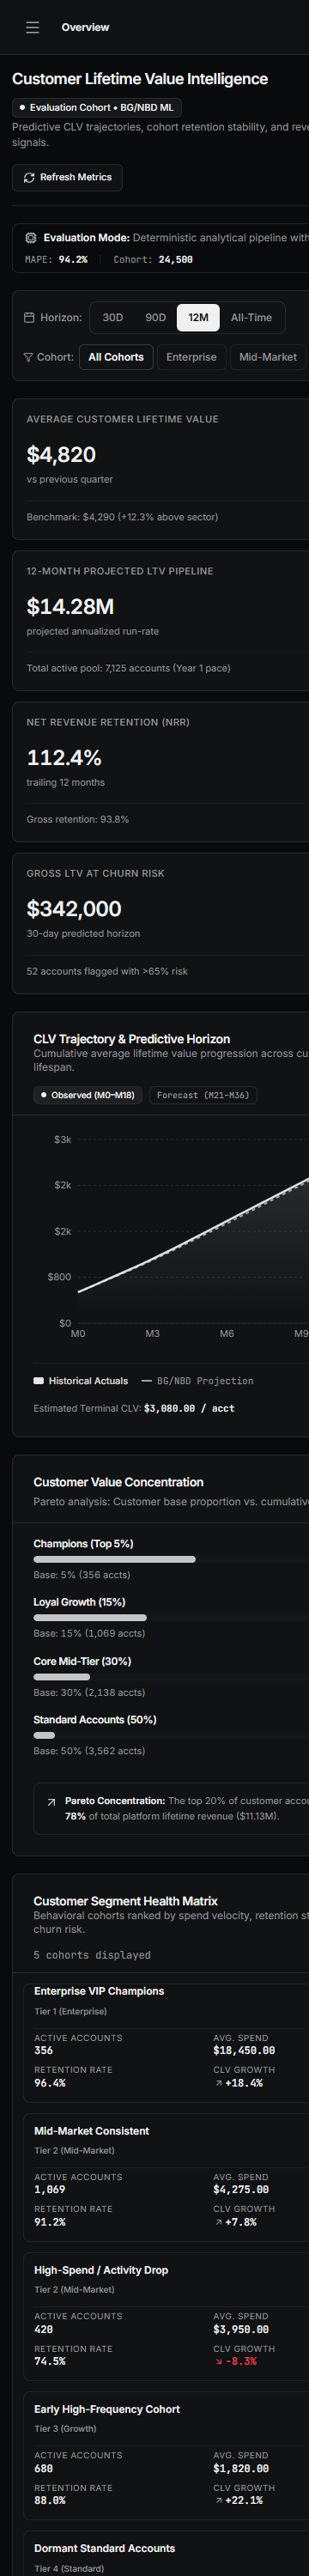 Overview
Customer Lifetime Value Intelligence
Evaluation Cohort • BG/NBD ML
Predictive CLV trajectories, cohort retention stability, and reve
signals.
Refresh Metrics
Evaluation Mode: Deterministic analytical pipeline with
MAPE: 94.2% | Cohort: 24,500
Horizon: 30D 90D 12M All-Time
Cohort: All Cohorts Enterprise Mid-Market
AVERAGE CUSTOMER LIFETIME VALUE
$4,820
vs previous quarter
Benchmark: $4,290 (+12.3% above sector)
12-MONTH PROJECTED LTV PIPELINE
$14.28M
projected annualized run-rate
Total active pool: 7,125 accounts (Year 1 pace)
NET REVENUE RETENTION (NRR)
112.4%
trailing 12 months
Gross retention: 93.8%
GROSS LTV AT CHURN RISK
$342,000
30-day predicted horizon
52 accounts flagged with >65% risk
CLV Trajectory & Predictive Horizon
Cumulative average lifetime value progression across cu
lifespan.
Observed (M0–M18) Forecast (M21–M36)
$3k
$2k
$2k
$800
$0
M0 M3 M6 M9
Historical Actuals BG/NBD Projection
Estimated Terminal CLV: $3,080.00 / acct
Customer Value Concentration
Pareto analysis: Customer base proportion vs. cumulative
Champions (Top 5%)
Base: 5% (356 accts)
Loyal Growth (15%)
Base: 15% (1,069 accts)
Core Mid-Tier (30%)
Base: 30% (2,138 accts)
Standard Accounts (50%)
Base: 50% (3,562 accts)
Pareto Concentration: The top 20% of customer accou
78% of total platform lifetime revenue ($11.13M).
Customer Segment Health Matrix
Behavioral cohorts ranked by spend velocity, retention st
churn risk.
5 cohorts displayed
Enterprise VIP Champions
Tier 1 (Enterprise)
ACTIVE ACCOUNTS AVG. SPEND
356 $18,450.00
RETENTION RATE CLV GROWTH
96.4% +18.4%
Mid-Market Consistent
Tier 2 (Mid-Market)
ACTIVE ACCOUNTS AVG. SPEND
1,069 $4,275.00
RETENTION RATE CLV GROWTH
91.2% +7.8%
High-Spend / Activity Drop
Tier 2 (Mid-Market)
ACTIVE ACCOUNTS AVG. SPEND
420 $3,950.00
RETENTION RATE CLV GROWTH
74.5% -8.3%
Early High-Frequency Cohort
Tier 3 (Growth)
ACTIVE ACCOUNTS AVG. SPEND
680 $1,820.00
RETENTION RATE CLV GROWTH
88.0% +22.1%
Dormant Standard Accounts
Tier 4 (Standard)